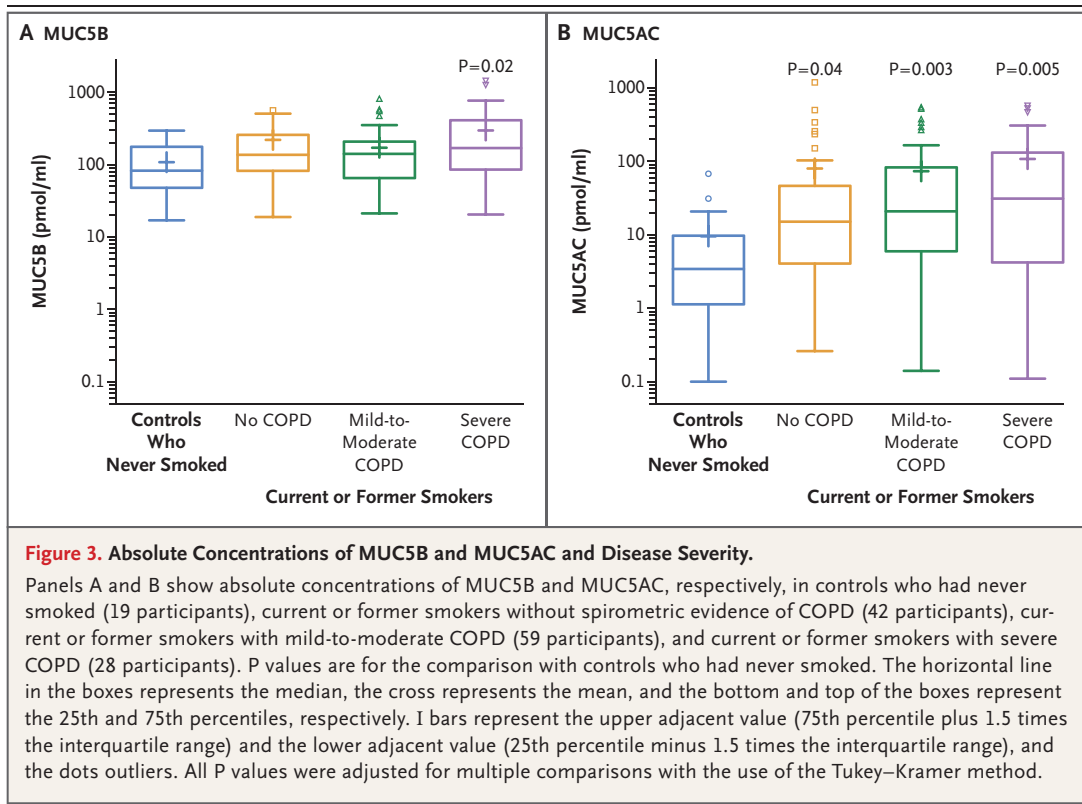 A MUC5B
P=0.02
1000
100
10
1
0.1
MUC5B (pmol/ml)
Controls
Who
Never Smoked
No COPD
Mild-to-
Moderate
COPD
Severe
COPD
Current or Former Smokers
B MUC5AC
P=0.04
P=0.003
P=0.005
1000
100
10
1
0.1
MUC5AC (pmol/ml)
Controls
Who
Never Smoked
No COPD
Mild-to-
Moderate
COPD
Severe
COPD
Current or Former Smokers
Figure 3. Absolute Concentrations of MUC5B and MUC5AC and Disease Severity.
Panels A and B show absolute concentrations of MUC5B and MUC5AC, respectively, in controls who had never
smoked (19 participants), current or former smokers without spirometric evidence of COPD (42 participants), cur-
rent or former smokers with mild-to-moderate COPD (59 participants), and current or former smokers with severe
COPD (28 participants). P values are for the comparison with controls who had never smoked. The horizontal line
in the boxes represents the median, the cross represents the mean, and the bottom and top of the boxes represent
the 25th and 75th percentiles, respectively. I bars represent the upper adjacent value (75th percentile plus 1.5 times
the interquartile range) and the lower adjacent value (25th percentile minus 1.5 times the interquartile range), and
the dots outliers. All P values were adjusted for multiple comparisons with the use of the Tukey–Kramer method.